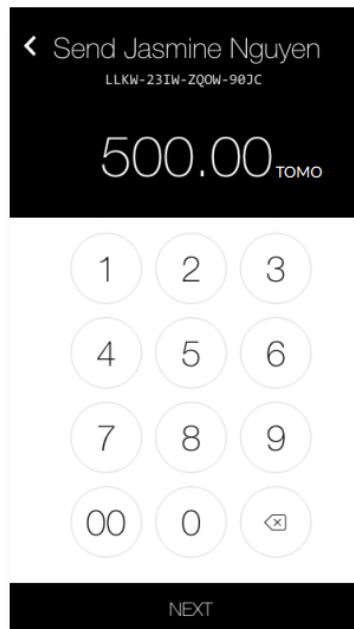 Send Jasmine Nguyen
LLKW-23IW-ZQOW-90JC
500.00 TOMO
1 2 3
4 5 6
7 8 9
00 0
NEXT